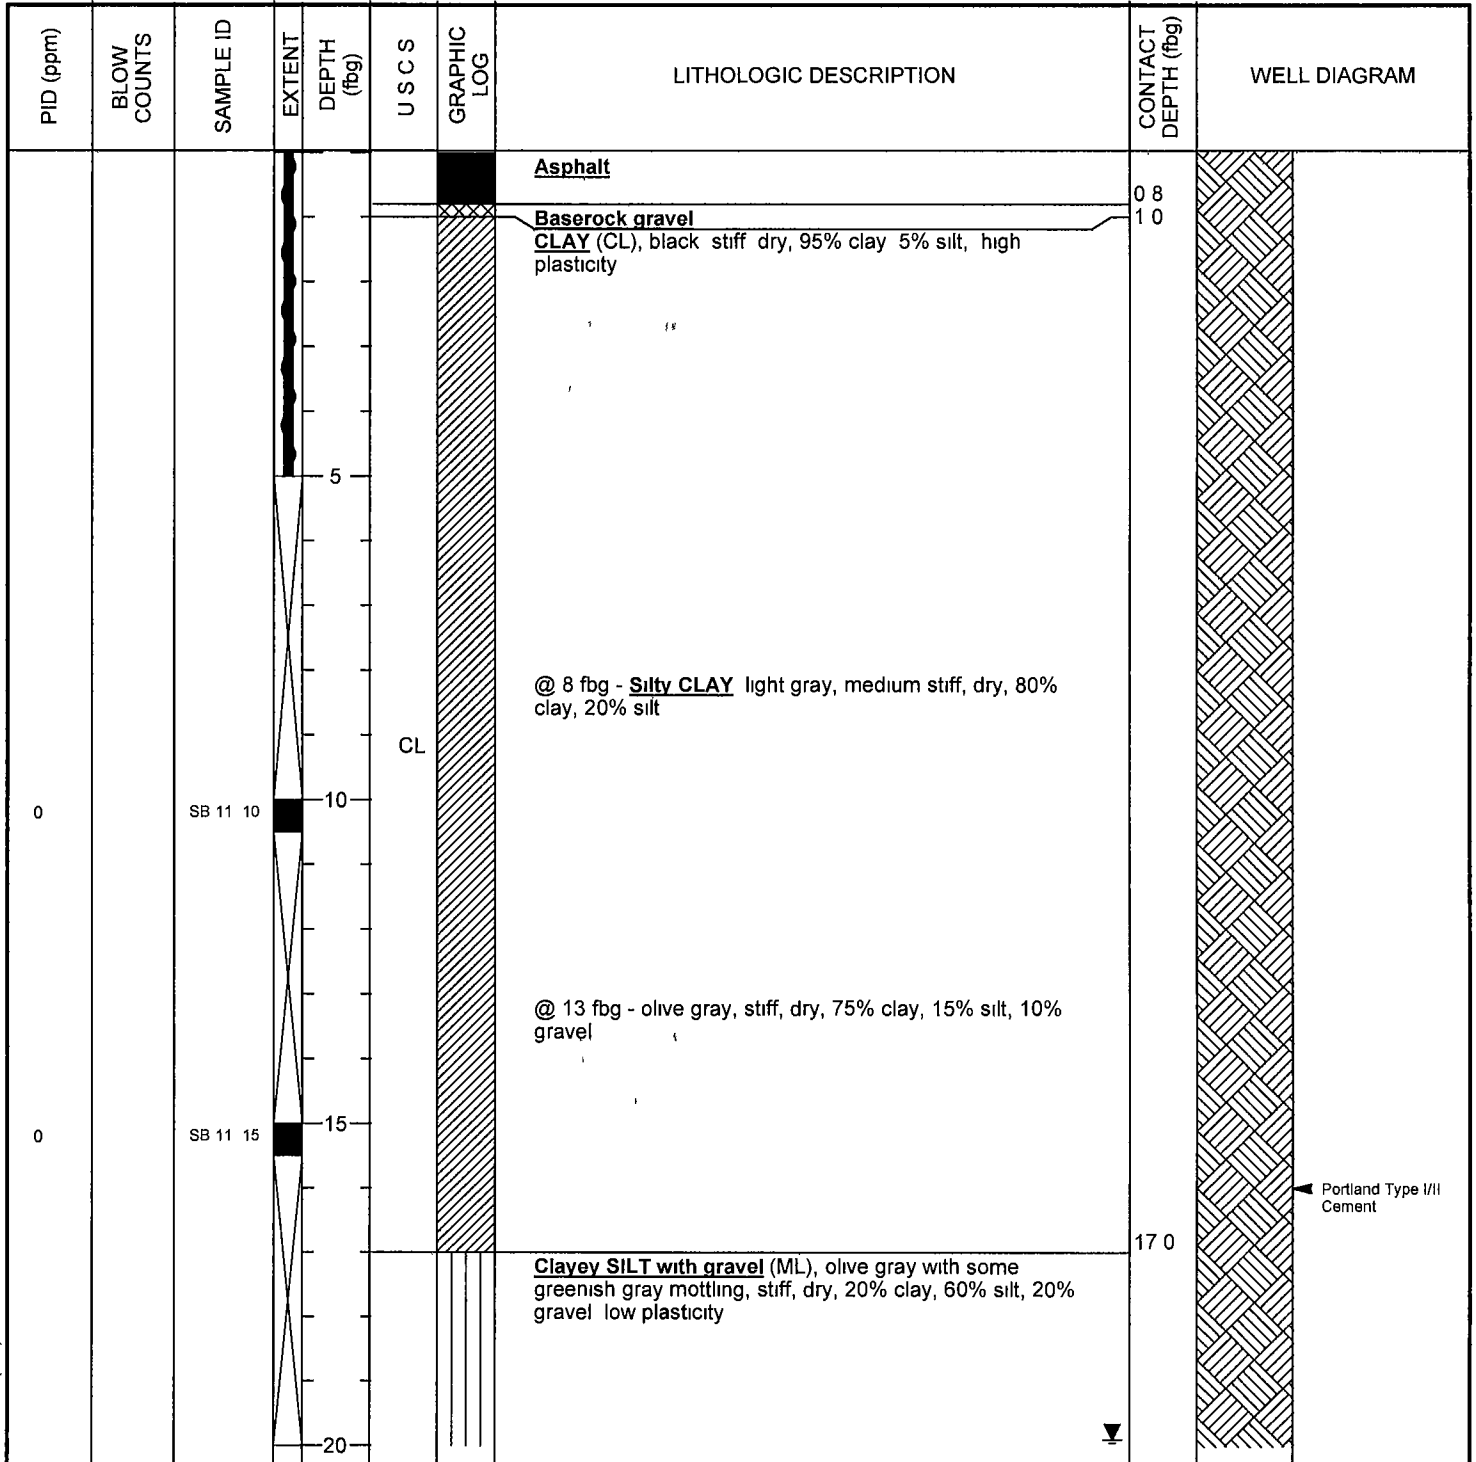 PID (ppm)
BLOW COUNTS
SAMPLE ID
EXTENT
DEPTH (fbg)
U S C S
GRAPHIC LOG
LITHOLOGIC DESCRIPTION
CONTACT DEPTH (fbg)
WELL DIAGRAM
Asphalt
0 8
Baserock gravel
1 0
CLAY (CL), black stiff dry, 95% clay 5% silt, high
plasticity
5
@ 8 fbg - Silty CLAY light gray, medium stiff, dry, 80%
clay, 20% silt
CL
0
SB 11 10
10
@ 13 fbg - olive gray, stiff, dry, 75% clay, 15% silt, 10%
gravel
0
SB 11 15
15
Portland Type I/II
Cement
17 0
Clayey SILT with gravel (ML), olive gray with some
greenish gray mottling, stiff, dry, 20% clay, 60% silt, 20%
gravel low plasticity
20